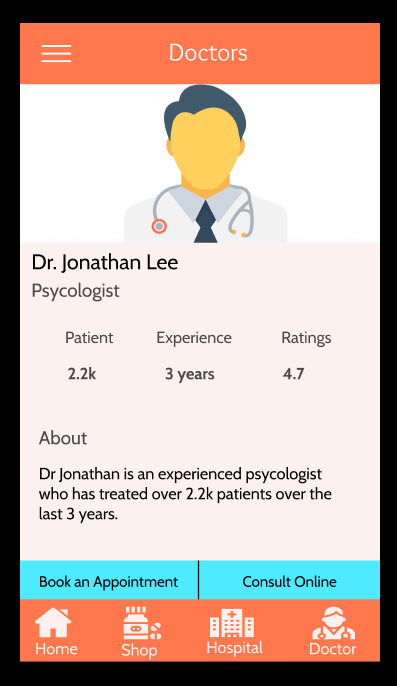 Doctors
Dr. Jonathan Lee
Psycologist
Patient Experience Ratings
2.2k 3 years 4.7
About
Dr Jonathan is an experienced psycologist
who has treated over 2.2k patients over the
last 3 years.
Book an Appointment Consult Online
Home Shop Hospital Doctor